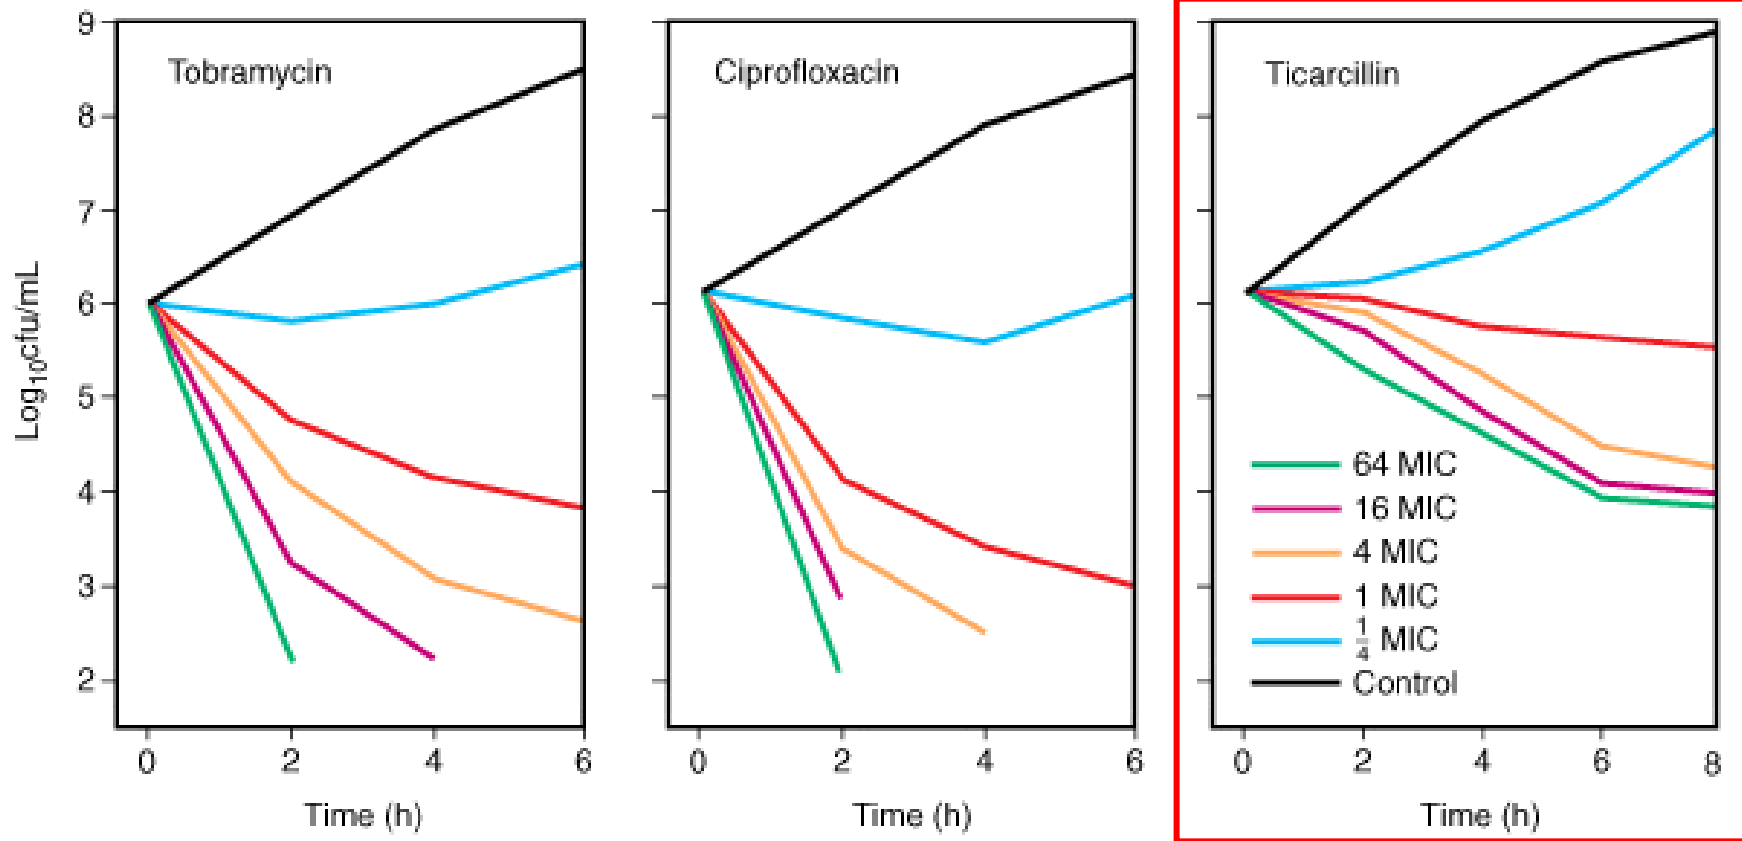 Log10cfu/mL
9
8
7
6
5
4
3
2
Tobramycin
0 2 4 6
Time (h)
Ciprofloxacin
0 2 4 6
Time (h)
Ticarcillin
64 MIC
16 MIC
4 MIC
1 MIC
1/4 MIC
Control
0 2 4 6 8
Time (h)